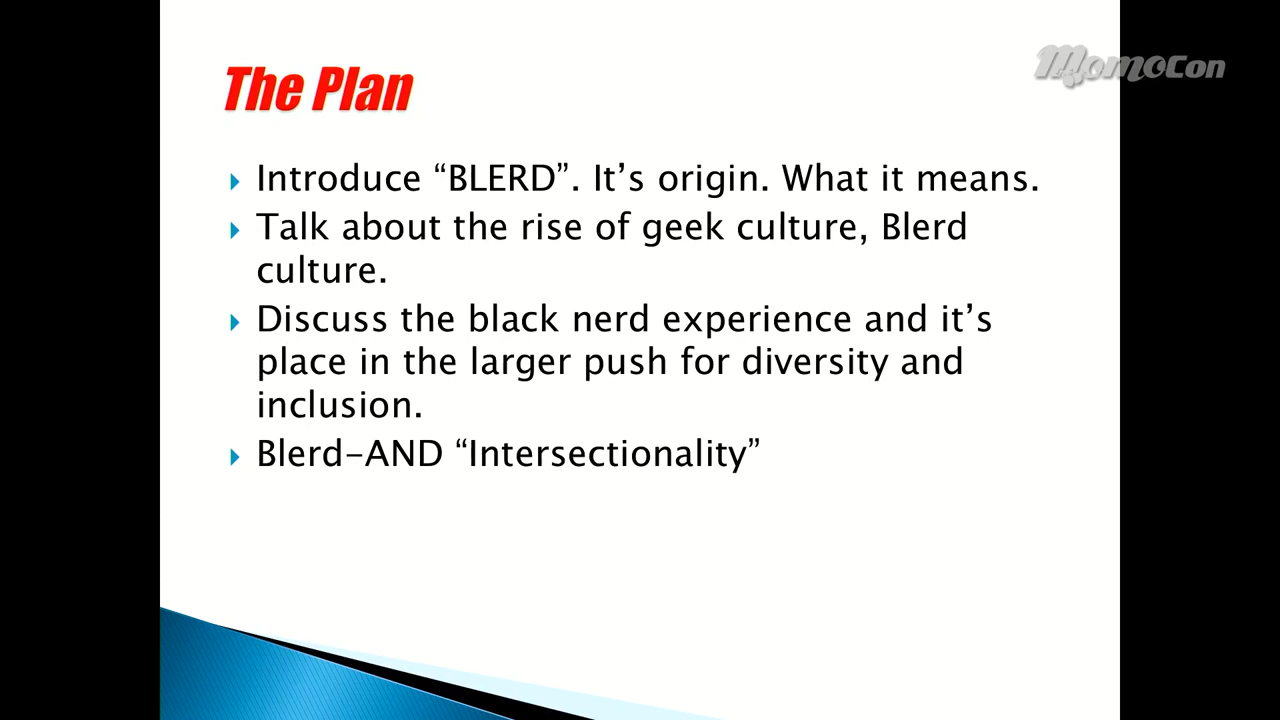 The Plan
MomoCon
Introduce “BLERD”. It’s origin. What it means.
Talk about the rise of geek culture, Blerd
culture.
Discuss the black nerd experience and it’s
place in the larger push for diversity and
inclusion.
Blerd-AND “Intersectionality”